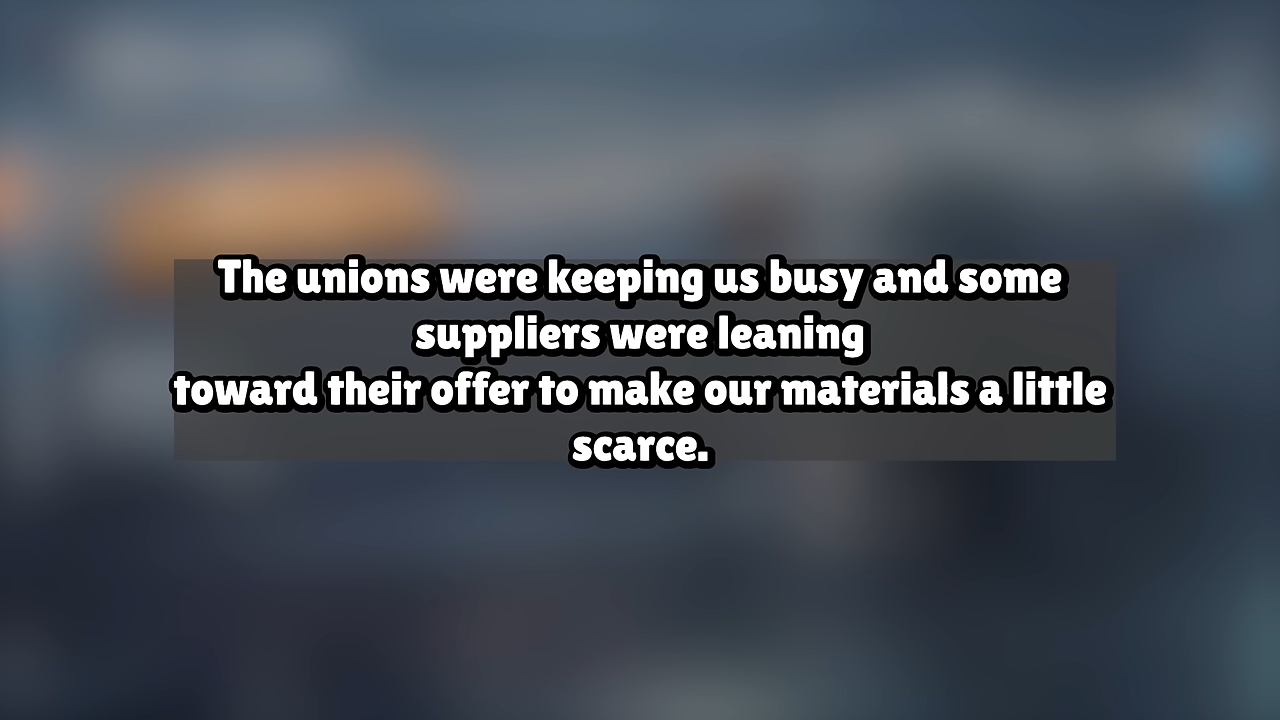 The unions were keeping us busy and some
suppliers were leaning
toward their offer to make our materials a little
scarce.